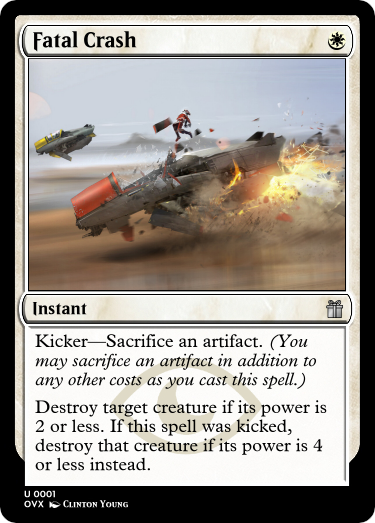 Fatal Crash
Instant
Kicker—Sacrifice an artifact. (You
may sacrifice an artifact in addition to
any other costs as you cast this spell.)
Destroy target creature if its power is
2 or less. If this spell was kicked,
destroy that creature if its power is 4
or less instead.
U 0001
OVX Clinton Young